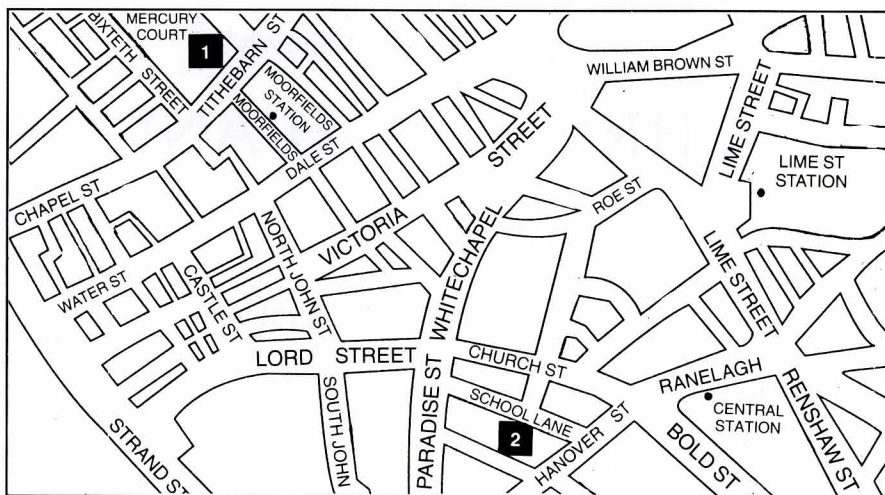 MERCURY
COURT
1
BIXTETH STREET
TITHEBARN ST
MOORFIELDS
STATION
MOORFIELDS
DALE ST
WILLIAM BROWN ST
LIME STREET
LIME ST
STATION
CHAPEL ST
VICTORIA
STREET
ROE ST
WHITECHAPEL
NORTH JOHN ST
WATER ST
CASTLE ST
LIME STREET
LORD STREET
CHURCH ST
RANELAGH
PARADISE ST
SCHOOL LANE
2
HANOVER ST
CENTRAL
STATION
RENSHAW ST
BOLD ST
SOUTH JOHN
STRAND ST